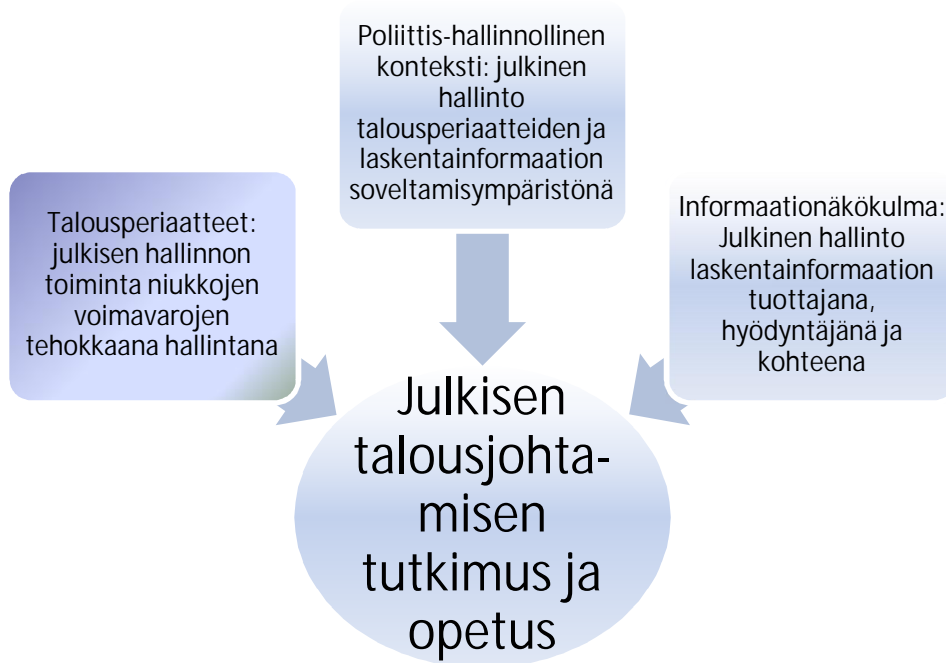 Poliittis-hallinnollinen
konteksti: julkinen
hallinto
talousperiaatteiden ja
laskentainformaation
soveltamisympäristönä
Talousperiaatteet:
julkisen hallinnon
toiminta niukkojen
voimavarojen
tehokkaana hallintana
Informaationäkökulma:
Julkinen hallinto
laskentainformaation
tuottajana,
hyödyntäjänä ja
kohteena
Julkisen
talousjohta-
misen
tutkimus ja
opetus